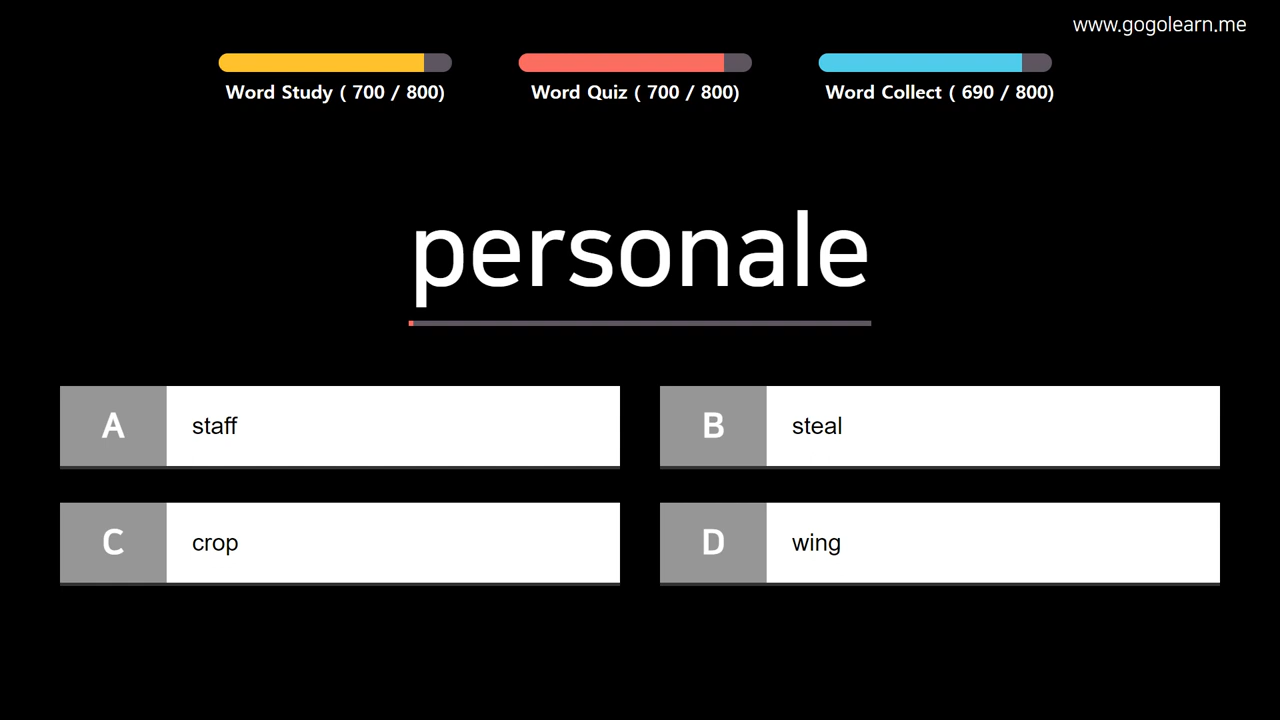 www.gogolearn.me
Word Study ( 700 / 800)
Word Quiz ( 700 / 800)
Word Collect ( 690 / 800)
personale
A staff
B steal
C crop
D wing